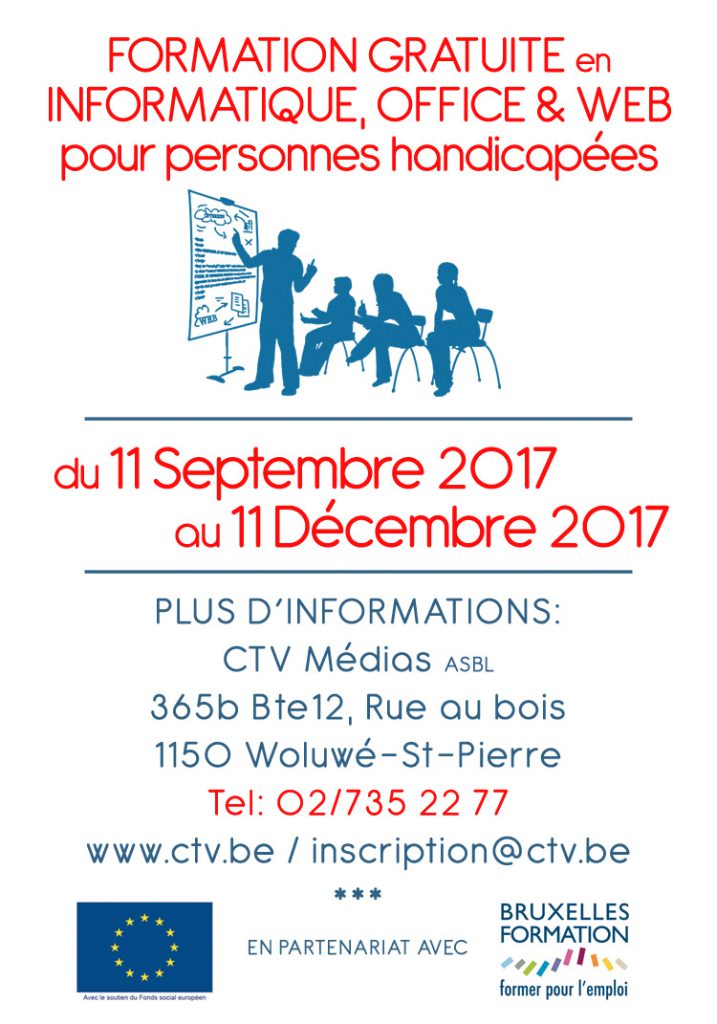 FORMATION GRATUITE en
INFORMATIQUE, OFFICE & WEB
pour personnes handicapées
WEB
du 11 Septembre 2017
au 11 Décembre 2017
PLUS D'INFORMATIONS:
CTV Médias ASBL
365b Bte12, Rue au bois
1150 Woluwé-St-Pierre
Tel: 02/735 22 77
www.ctv.be / inscription@ctv.be
***
Avec le soutien du Fonds social européen
EN PARTENARIAT AVEC
BRUXELLES
FORMATION
former pour l'emploi